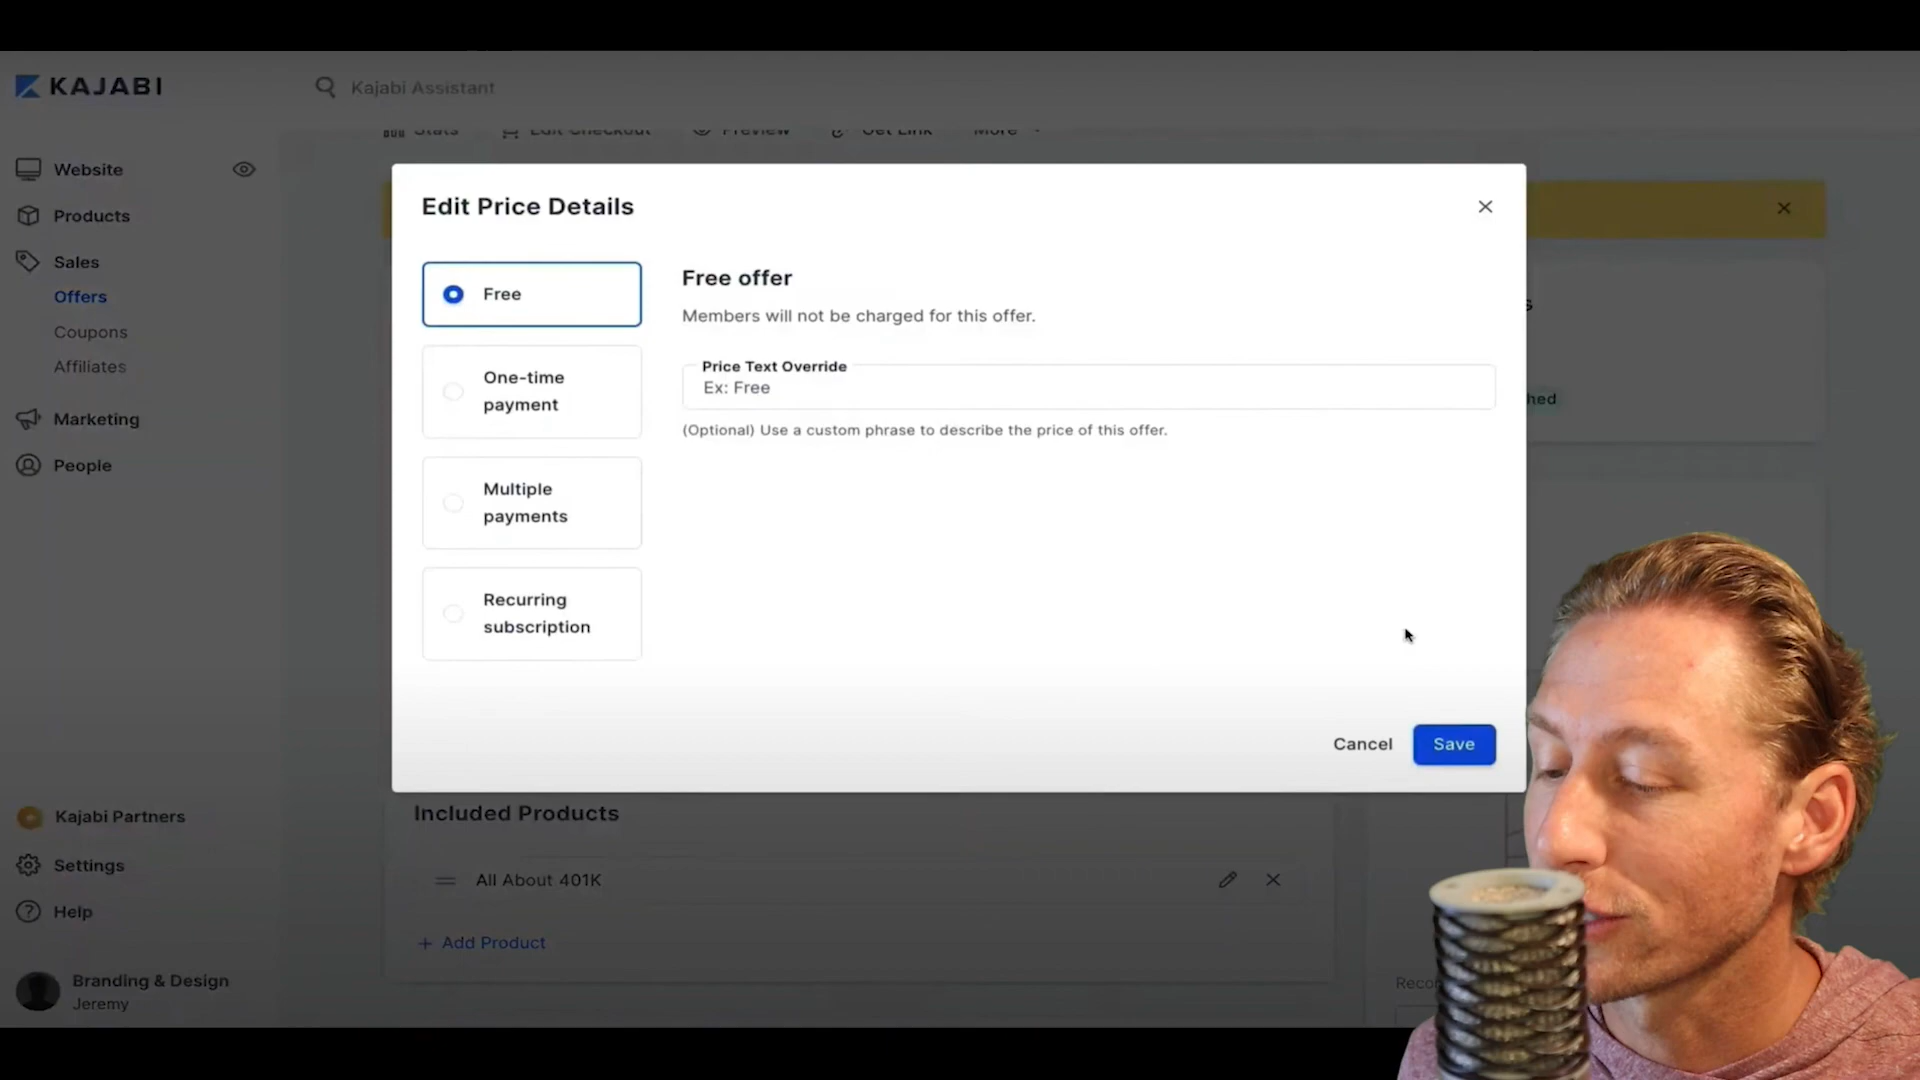 KAJABI
Kajabi Assistant
Stats Edit Checkout Preview Get Link More
Website
Products
Sales
Offers
Coupons
Affiliates
Marketing
People
Kajabi Partners
Settings
Help
Branding & Design
Jeremy
Edit Price Details
Free
One-time
payment
Multiple
payments
Recurring
subscription
Free offer
Members will not be charged for this offer.
Price Text Override
Ex: Free
(Optional) Use a custom phrase to describe the price of this offer.
Cancel
Save
Included Products
All About 401K
+ Add Product